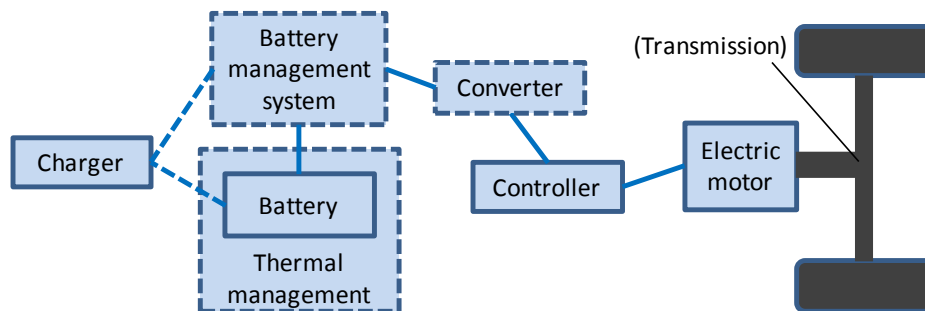 Battery
management
system
(Transmission)
Converter
Charger
Electric
motor
Controller
Battery
Thermal
management